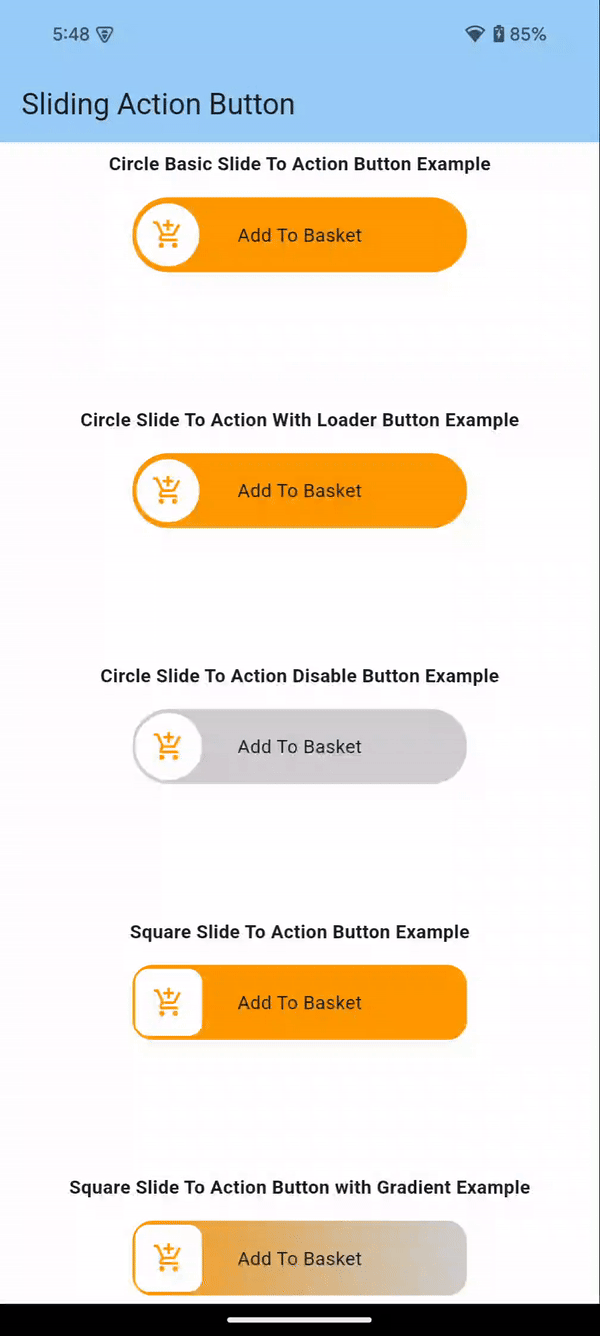 5:48
85%
Sliding Action Button
Circle Basic Slide To Action Button Example
Add To Basket
Circle Slide To Action With Loader Button Example
Add To Basket
Circle Slide To Action Disable Button Example
Add To Basket
Square Slide To Action Button Example
Add To Basket
Square Slide To Action Button with Gradient Example
Add To Basket